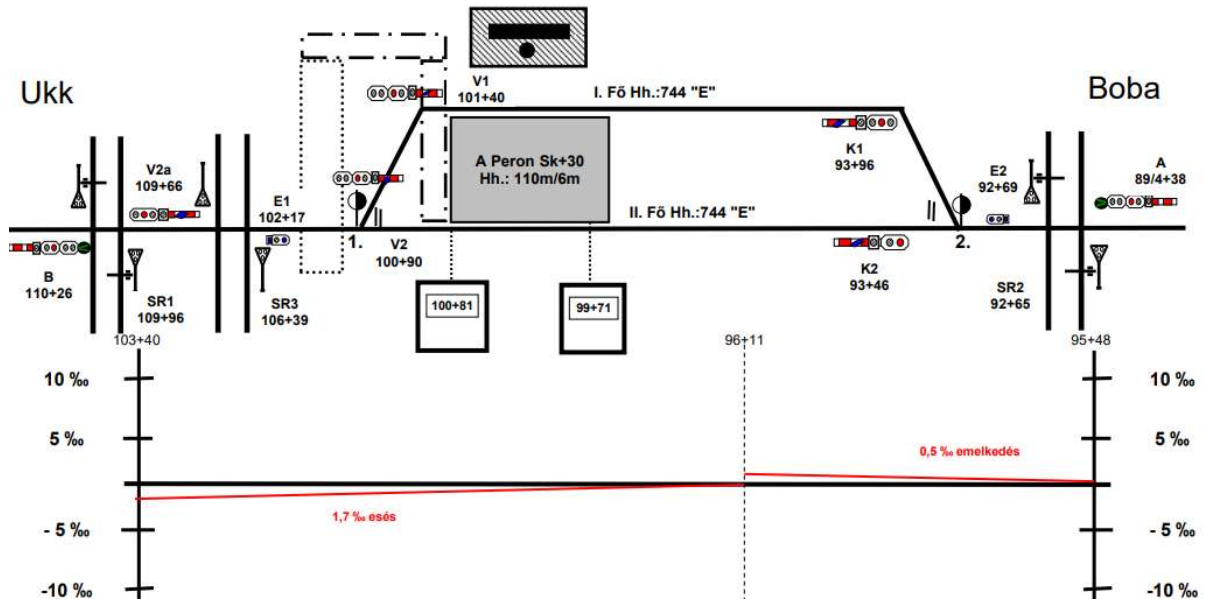 Ukk
Boba
V1
101+40
I. Fő Hh.:744 "E"
A Peron Sk+30
Hh.: 110m/6m
K1
93+96
V2a
109+66
E1
102+17
E2
92+69
A
89/4+38
II. Fő Hh.:744 "E"
1.
2.
B
110+26
V2
100+90
K2
93+46
SR1
109+96
SR3
106+39
SR2
92+65
100+81
99+71
103+40
96+11
95+48
10 ‰
10 ‰
5 ‰
5 ‰
0,5 ‰ emelkedés
1,7 ‰ esés
- 5 ‰
- 5 ‰
-10 ‰
-10 ‰